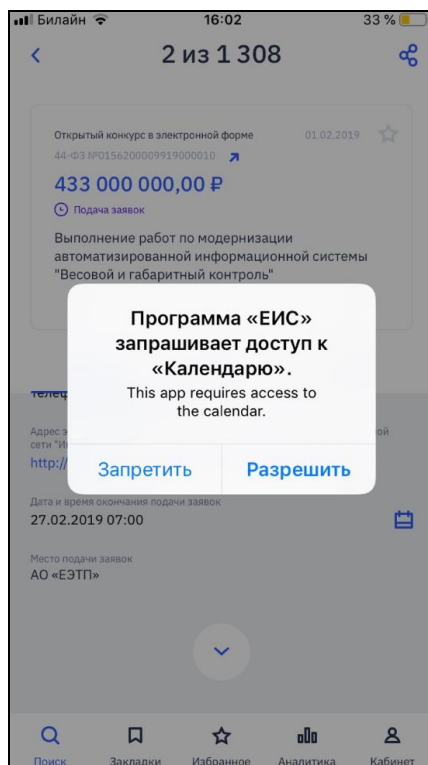 Билайн 16:02 33 %
2 из 1 308
Открытый конкурс в электронной форме 01.02.2019
44-ФЗ №0156200009919000010
433 000 000,00 ₽
Подача заявок
Выполнение работ по модернизации
автоматизированной информационной системы
"Весовой и габаритный контроль"
Программа «ЕИС»
запрашивает доступ к
«Календарю».
This app requires access to
the calendar.
Запретить Разрешить
http://
Дата и время окончания подачи заявок
27.02.2019 07:00
Место подачи заявок
АО «ЕЭТП»
Поиск Закладки Избранное Аналитика Кабинет